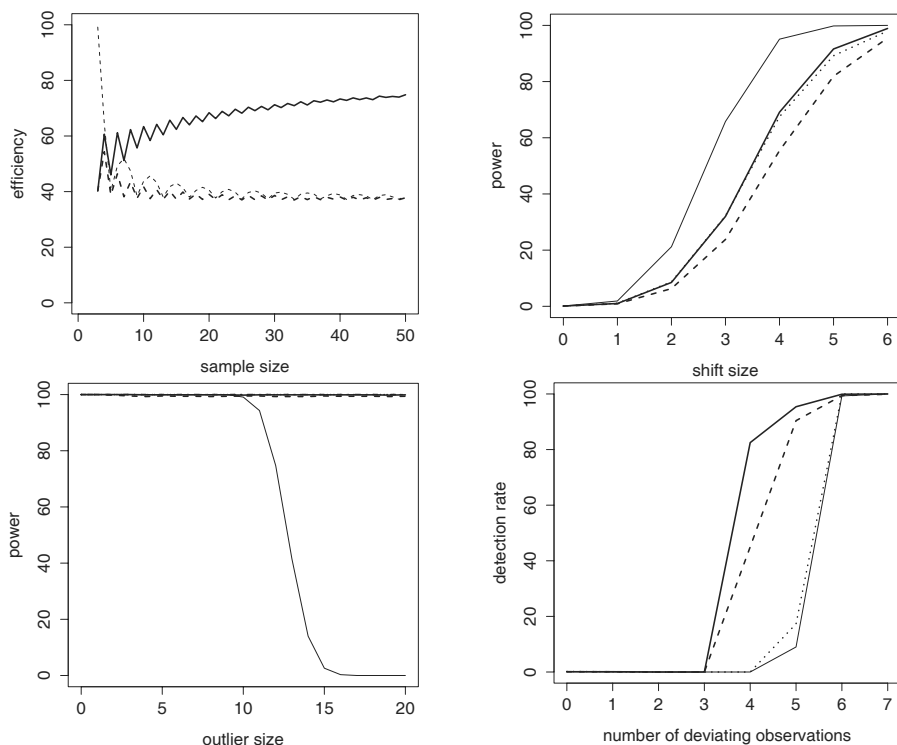 100
80
60
40
20
0
efficiency
0 10 20 30 40 50
sample size
100
80
60
40
20
0
power
0 1 2 3 4 5 6
shift size
100
80
60
40
20
0
power
0 5 10 15 20
outlier size
100
80
60
40
20
0
detection rate
0 1 2 3 4 5 6 7
number of deviating observations